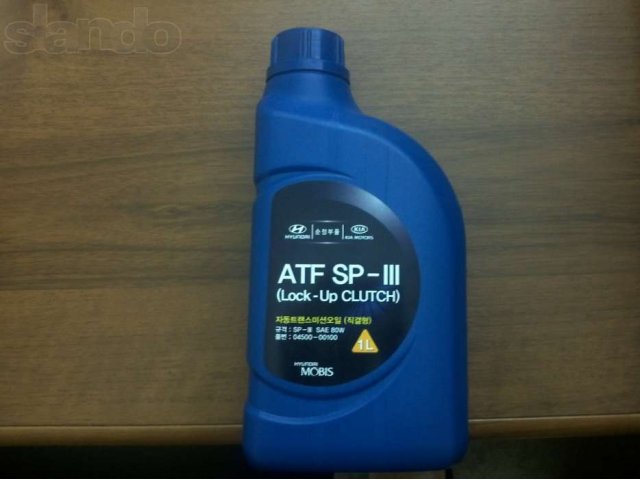 slando
HYUNDAI 순정부품 KIA MOTORS
ATF SP-III
(Lock-Up CLUTCH)
자동트랜스미션오일 (직결형)
규격 : SP-Ⅲ SAE 80W
품번 : 04500-00100
1L
HYUNDAI
MOBIS